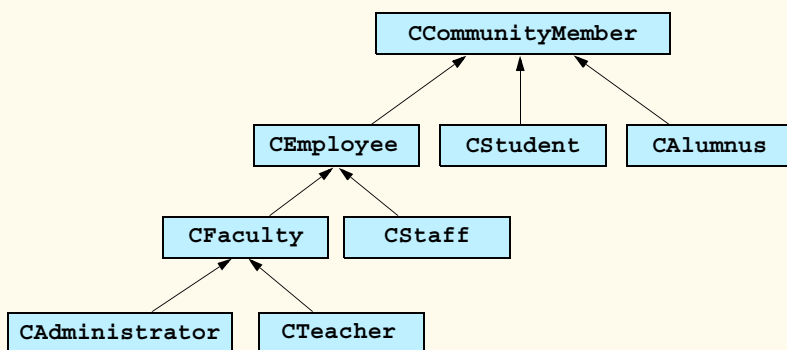 CCommunityMember
CEmployee
CStudent
CAlumnus
CFaculty
CStaff
CAdministrator
CTeacher